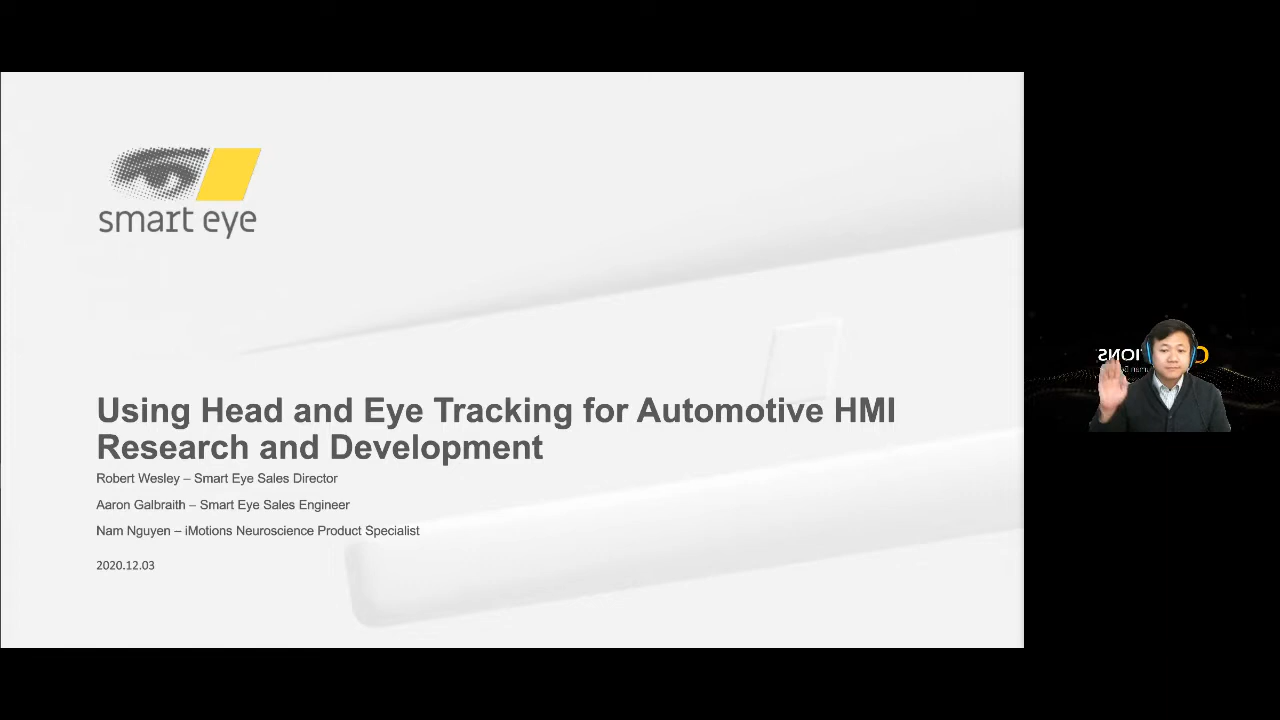 smart eye
Using Head and Eye Tracking for Automotive HMI
Research and Development
Robert Wesley – Smart Eye Sales Director
Aaron Galbraith – Smart Eye Sales Engineer
Nam Nguyen – iMotions Neuroscience Product Specialist
2020.12.03